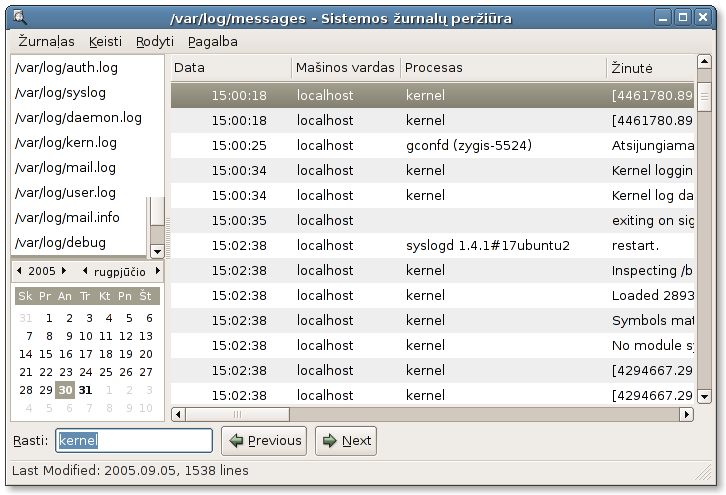 /var/log/messages - Sistemos žurnalų peržiūra
Žurnaląs Keisti Rodyti Pagalba
/var/log/auth.log
/var/log/syslog
/var/log/daemon.log
/var/log/kern.log
/var/log/mail.log
/var/log/user.log
/var/log/mail.info
/var/log/debug
2005 rugpjūčio
Sk Pr An Tr Kt Pn Št
31 1 2 3 4 5 6
7 8 9 10 11 12 13
14 15 16 17 18 19 20
21 22 23 24 25 26 27
28 29 30 31 1 2 3
4 5 6 7 8 9 10
Data Mašinos vardas Procesas Žinutė
15:00:18 localhost kernel [4461780.89
15:00:18 localhost kernel [4461780.89
15:00:25 localhost gconfd (zygis-5524) Atsijungiama
15:00:34 localhost kernel Kernel loggin
15:00:34 localhost kernel Kernel log da
15:00:35 localhost exiting on sig
15:02:38 localhost syslogd 1.4.1#17ubuntu2 restart.
15:02:38 localhost kernel Inspecting /b
15:02:38 localhost kernel Loaded 2893
15:02:38 localhost kernel Symbols mat
15:02:38 localhost kernel No module sy
15:02:38 localhost kernel [4294667.29
15:02:38 localhost kernel [4294667.29
Rasti: kernel Previous Next
Last Modified: 2005.09.05, 1538 lines